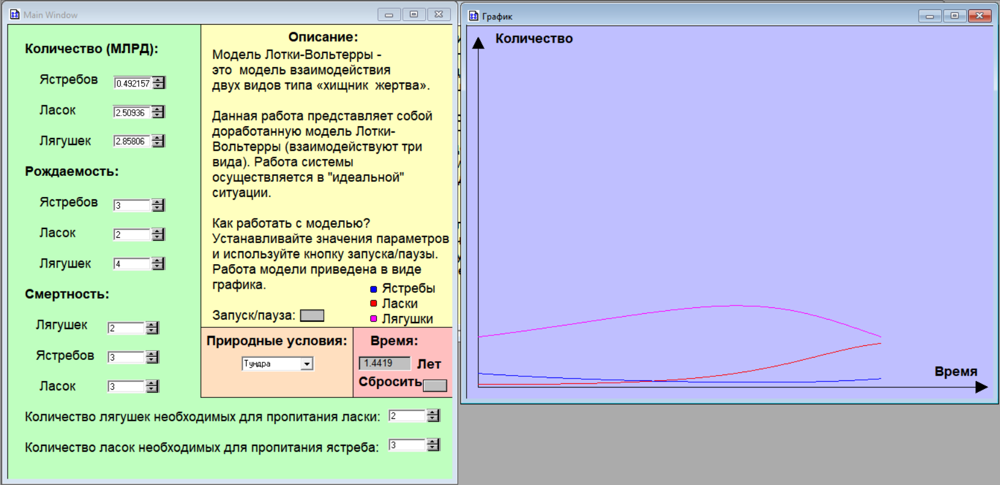 Main Window
Количество (МЛРД):
Ястребов 0.492157
Ласок 2.50936
Лягушек 2.85806
Рождаемость:
Ястребов 3
Ласок 2
Лягушек 4
Смертность:
Лягушек 2
Ястребов 3
Ласок 3
Количество лягушек необходимых для пропитания ласки: 2
Количество ласок необходимых для пропитания ястреба: 3
Описание:
Модель Лотки-Вольтерры -
это модель взаимодействия
двух видов типа «хищник жертва».
Данная работа представляет собой
доработанную модель Лотки-
Вольтерры (взаимодействуют три
вида). Работа системы
осуществляется в "идеальной"
ситуации.
Как работать с моделью?
Устанавливайте значения параметров
и используйте кнопку запуска/паузы.
Работа модели приведена в виде
графика.
Ястребы
Ласки
Лягушки
Запуск/пауза:
Природные условия:
Тундра
Время:
1.4419 Лет
Сбросить
График
Количество
Время